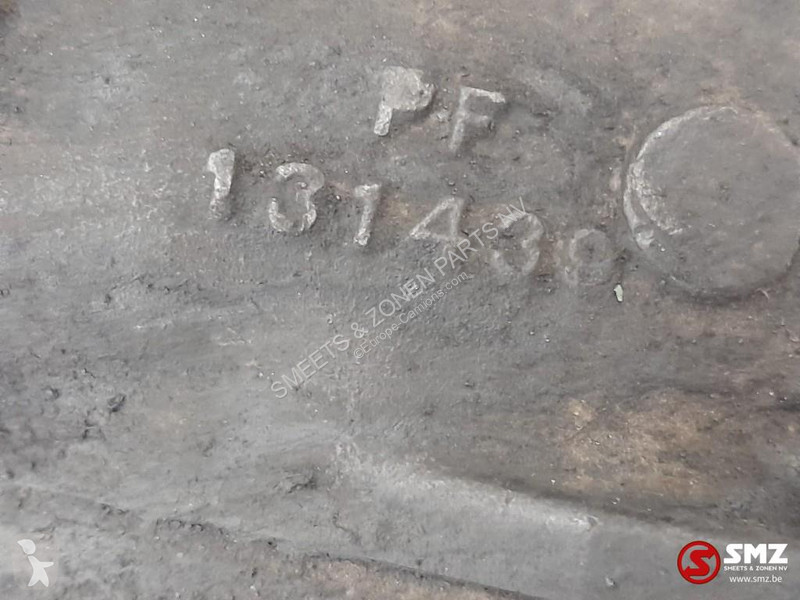 PF
131439
SMEETS & ZONEN PARTS NV
©Europe-Camions.com
SMZ
SMEETS & ZONEN NV
www.smz.be